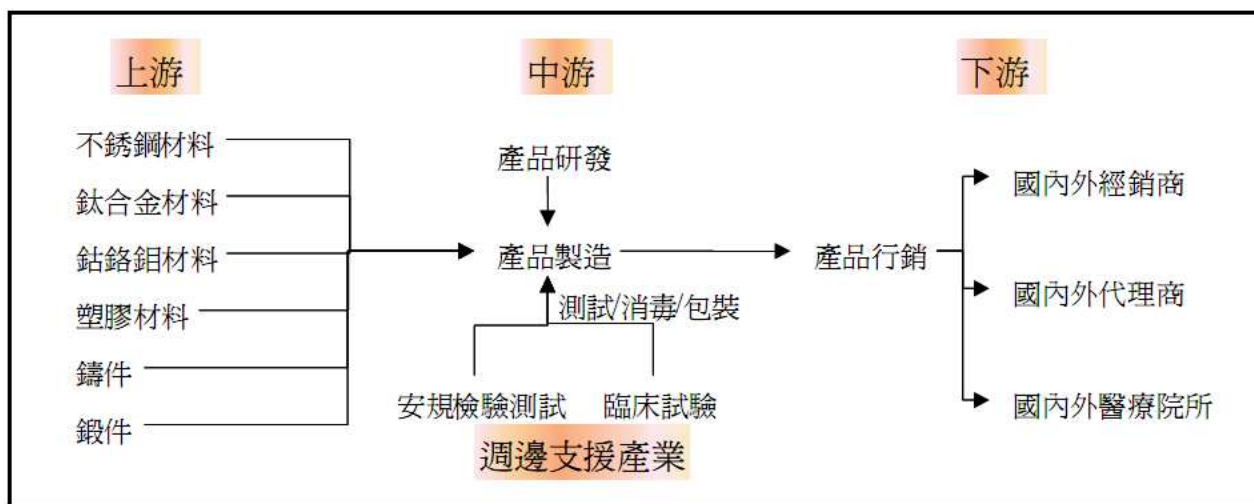 上游
中游
下游
不銹鋼材料
鈦合金材料
鈷鉻鉬材料
塑膠材料
鑄件
鍛件
產品研發
產品製造
測試/消毒/包裝
安規檢驗測試
臨床試驗
週邊支援產業
產品行銷
國內外經銷商
國內外代理商
國內外醫療院所